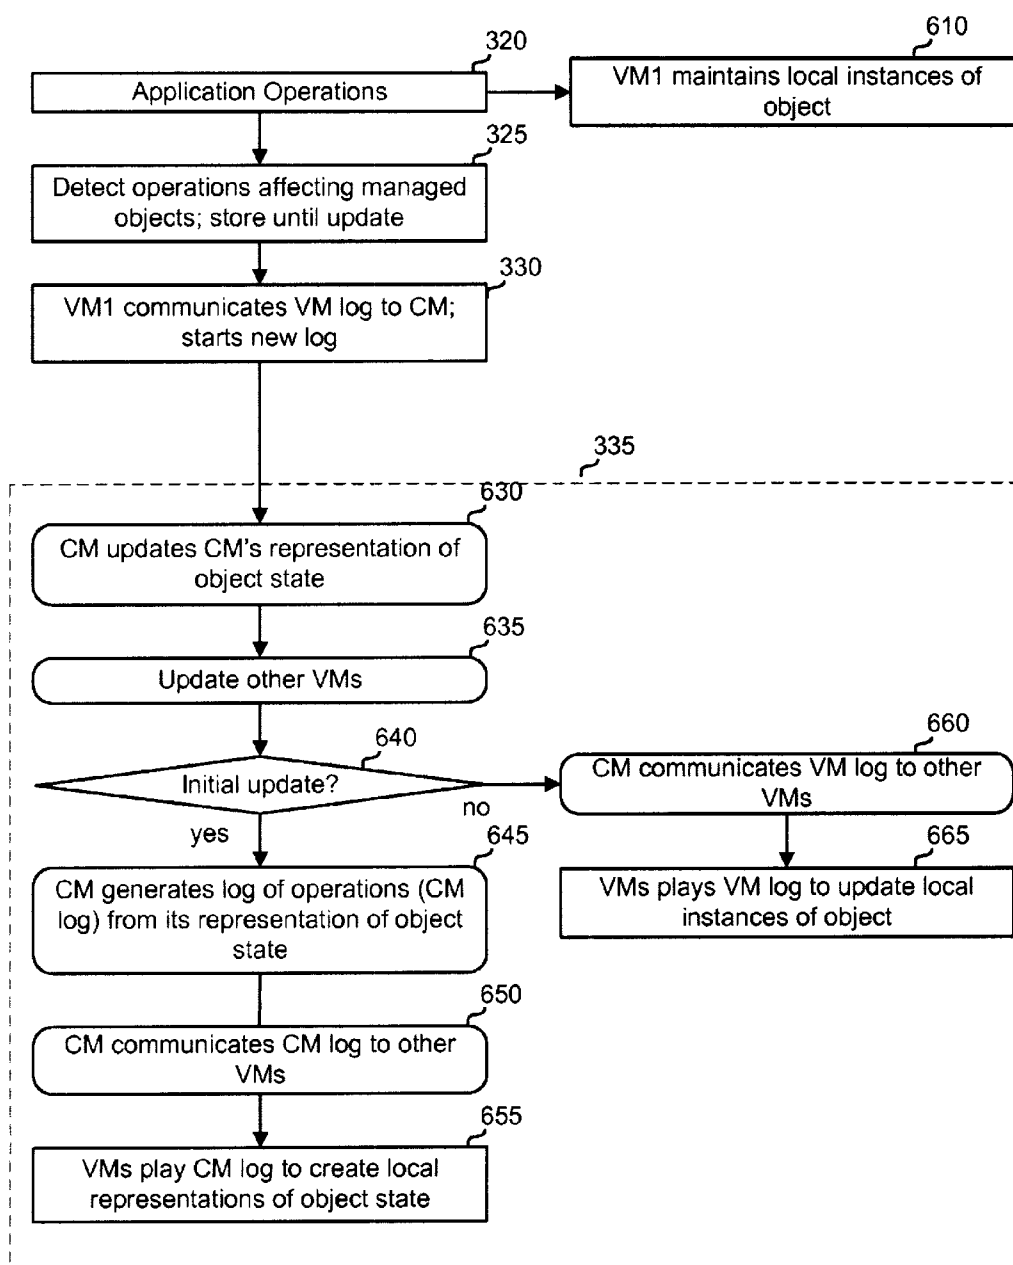 320
610
Application Operations
VM1 maintains local instances of
object
325
Detect operations affecting managed
objects; store until update
330
VM1 communicates VM log to CM;
starts new log
335
630
CM updates CM's representation of
object state
635
Update other VMs
640
Initial update?
no
yes
660
CM communicates VM log to other
VMs
645
CM generates log of operations (CM
log) from its representation of object
state
665
VMs plays VM log to update local
instances of object
650
CM communicates CM log to other
VMs
655
VMs play CM log to create local
representations of object state